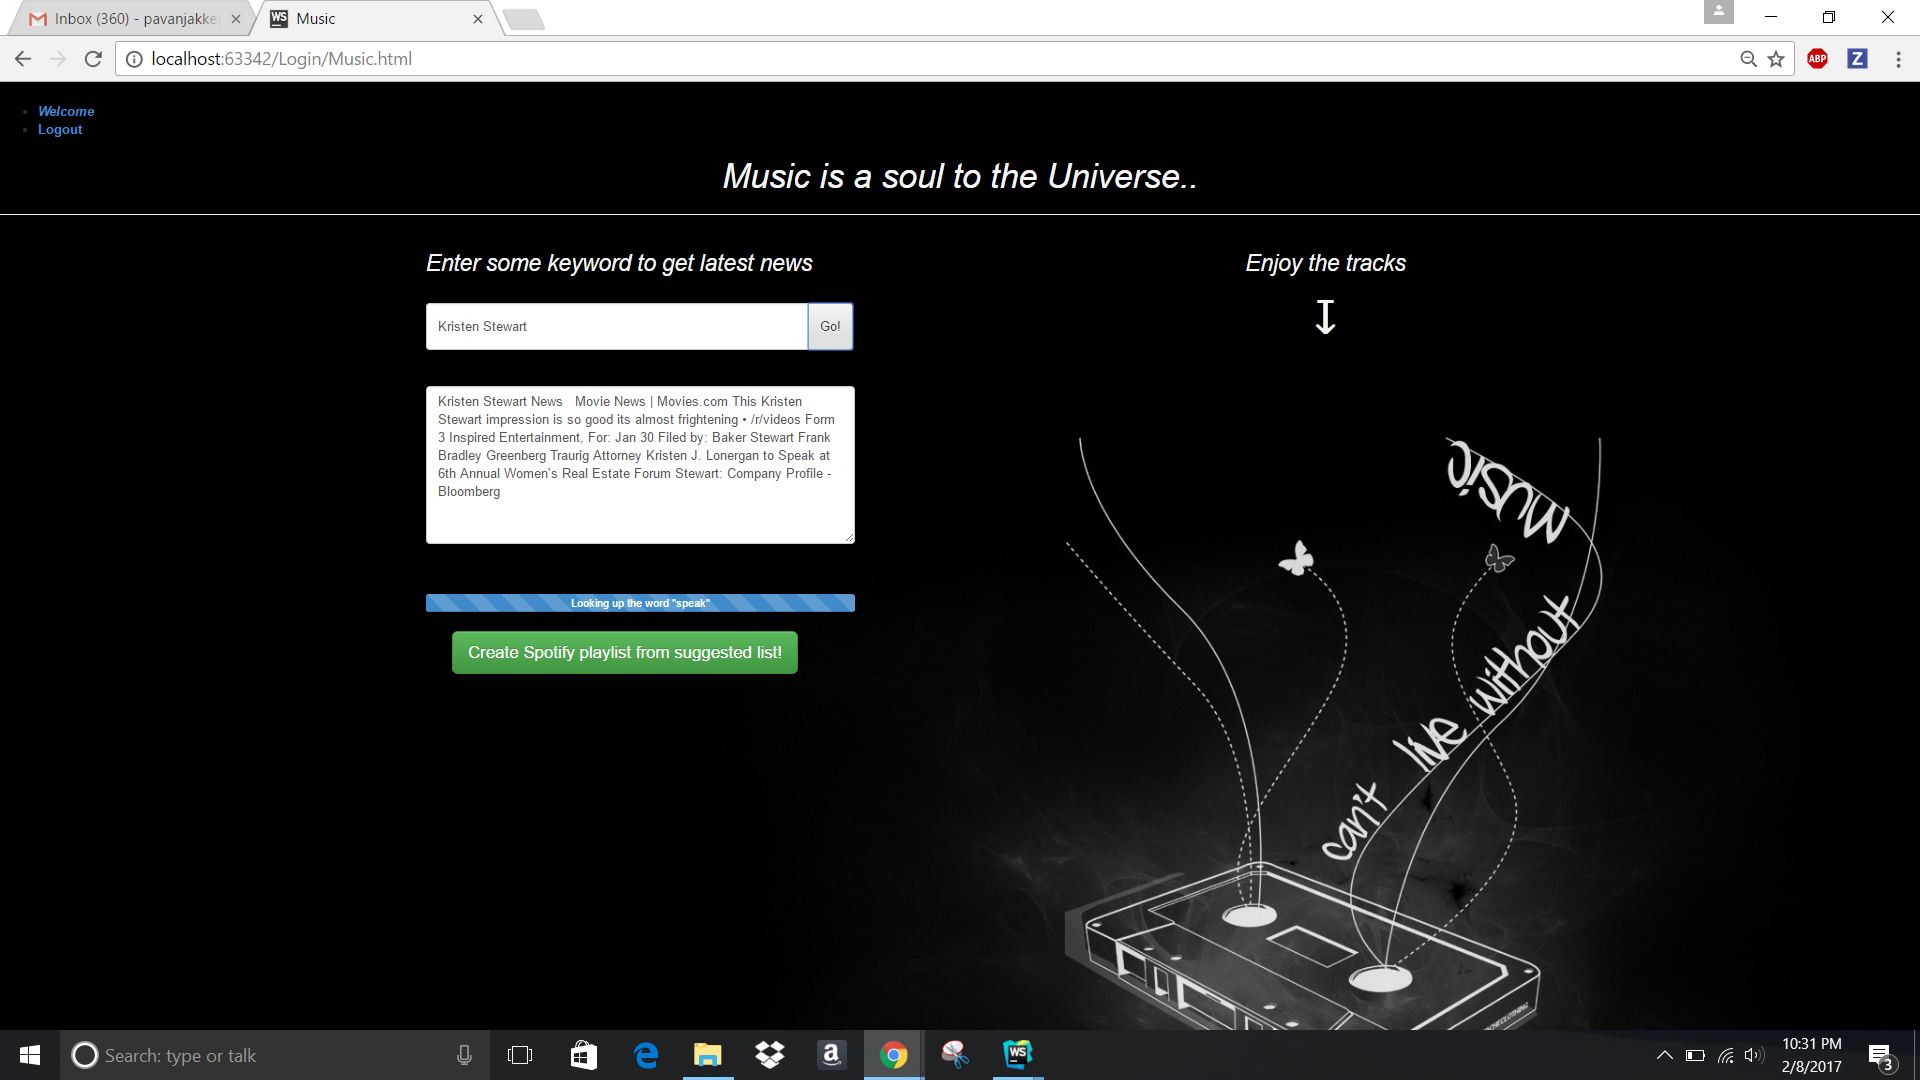 Inbox (360) - pavanjakke
Music
localhost:63342/Login/Music.html
ABP
Z
Welcome
Logout
Music is a soul to the Universe..
Enter some keyword to get latest news
Enjoy the tracks
Kristen Stewart
Go!
Kristen Stewart News   Movie News | Movies.com This Kristen
Stewart impression is so good its almost frightening • /r/videos Form
3 Inspired Entertainment, For: Jan 30 Filed by: Baker Stewart Frank
Bradley Greenberg Traurig Attorney Kristen J. Lonergan to Speak at
6th Annual Women's Real Estate Forum Stewart: Company Profile -
Bloomberg
Looking up the word "speak"
Create Spotify playlist from suggested list!
can't live without Music
Search: type or talk
10:31 PM
2/8/2017
3